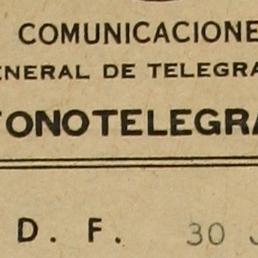 COMUNICACIONE
ENERAL DE TELEGRA
FONOTELEGRA
D. F. 30 J